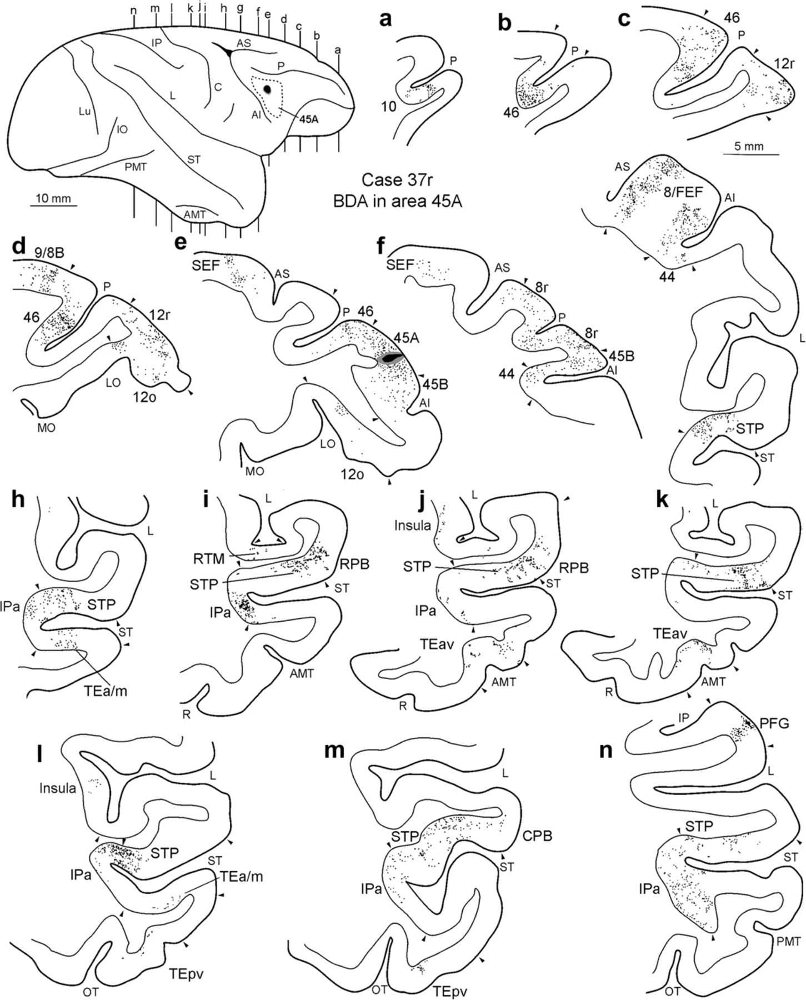 n m l k j i h g f e d c b a
IP
AS
P
C
L
Lu
AI
45A
IO
PMT
ST
AMT
10 mm
Case 37r
BDA in area 45A
a
P
10
b
P
46
c
46
P
12r
5 mm
AS
8/FEF
AI
44
L
STP
ST
d
9/8B
P
46
12r
LO
12o
MO
e
SEF
AS
P
46
45A
45B
AI
LO
MO
12o
f
SEF
AS
8r
P
8r
45B
AI
44
h
L
IPa
STP
ST
TEa/m
i
L
RTM
RPB
STP
ST
IPa
AMT
R
j
L
Insula
STP
RPB
ST
IPa
TEav
AMT
R
k
L
STP
ST
TEav
AMT
R
l
Insula
L
STP
ST
IPa
TEa/m
TEpv
OT
m
L
STP
CPB
ST
IPa
OT
TEpv
n
IP
PFG
L
STP
ST
IPa
PMT
OT